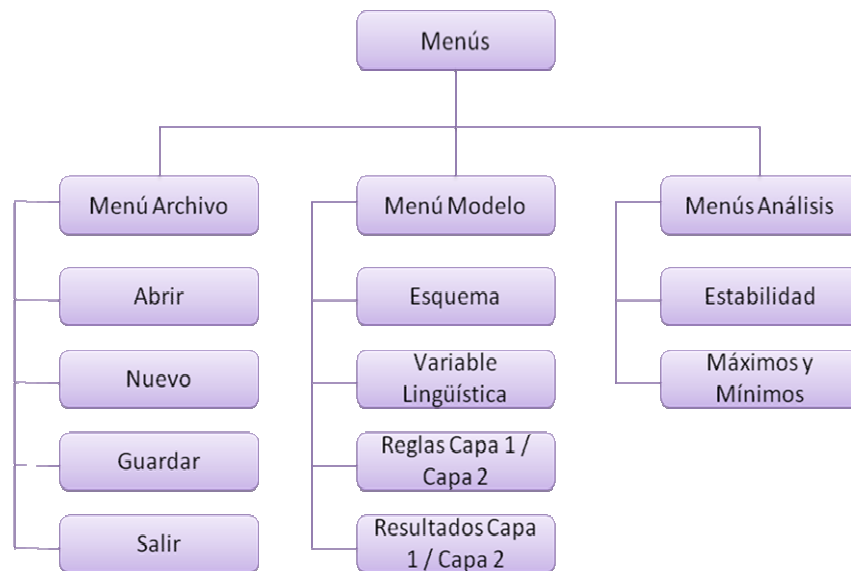 Menús
Menú Archivo
Menú Modelo
Menús Análisis
Abrir
Esquema
Estabilidad
Nuevo
Variable
Lingüística
Máximos y
Mínimos
Guardar
Reglas Capa 1 /
Capa 2
Salir
Resultados Capa
1 / Capa 2